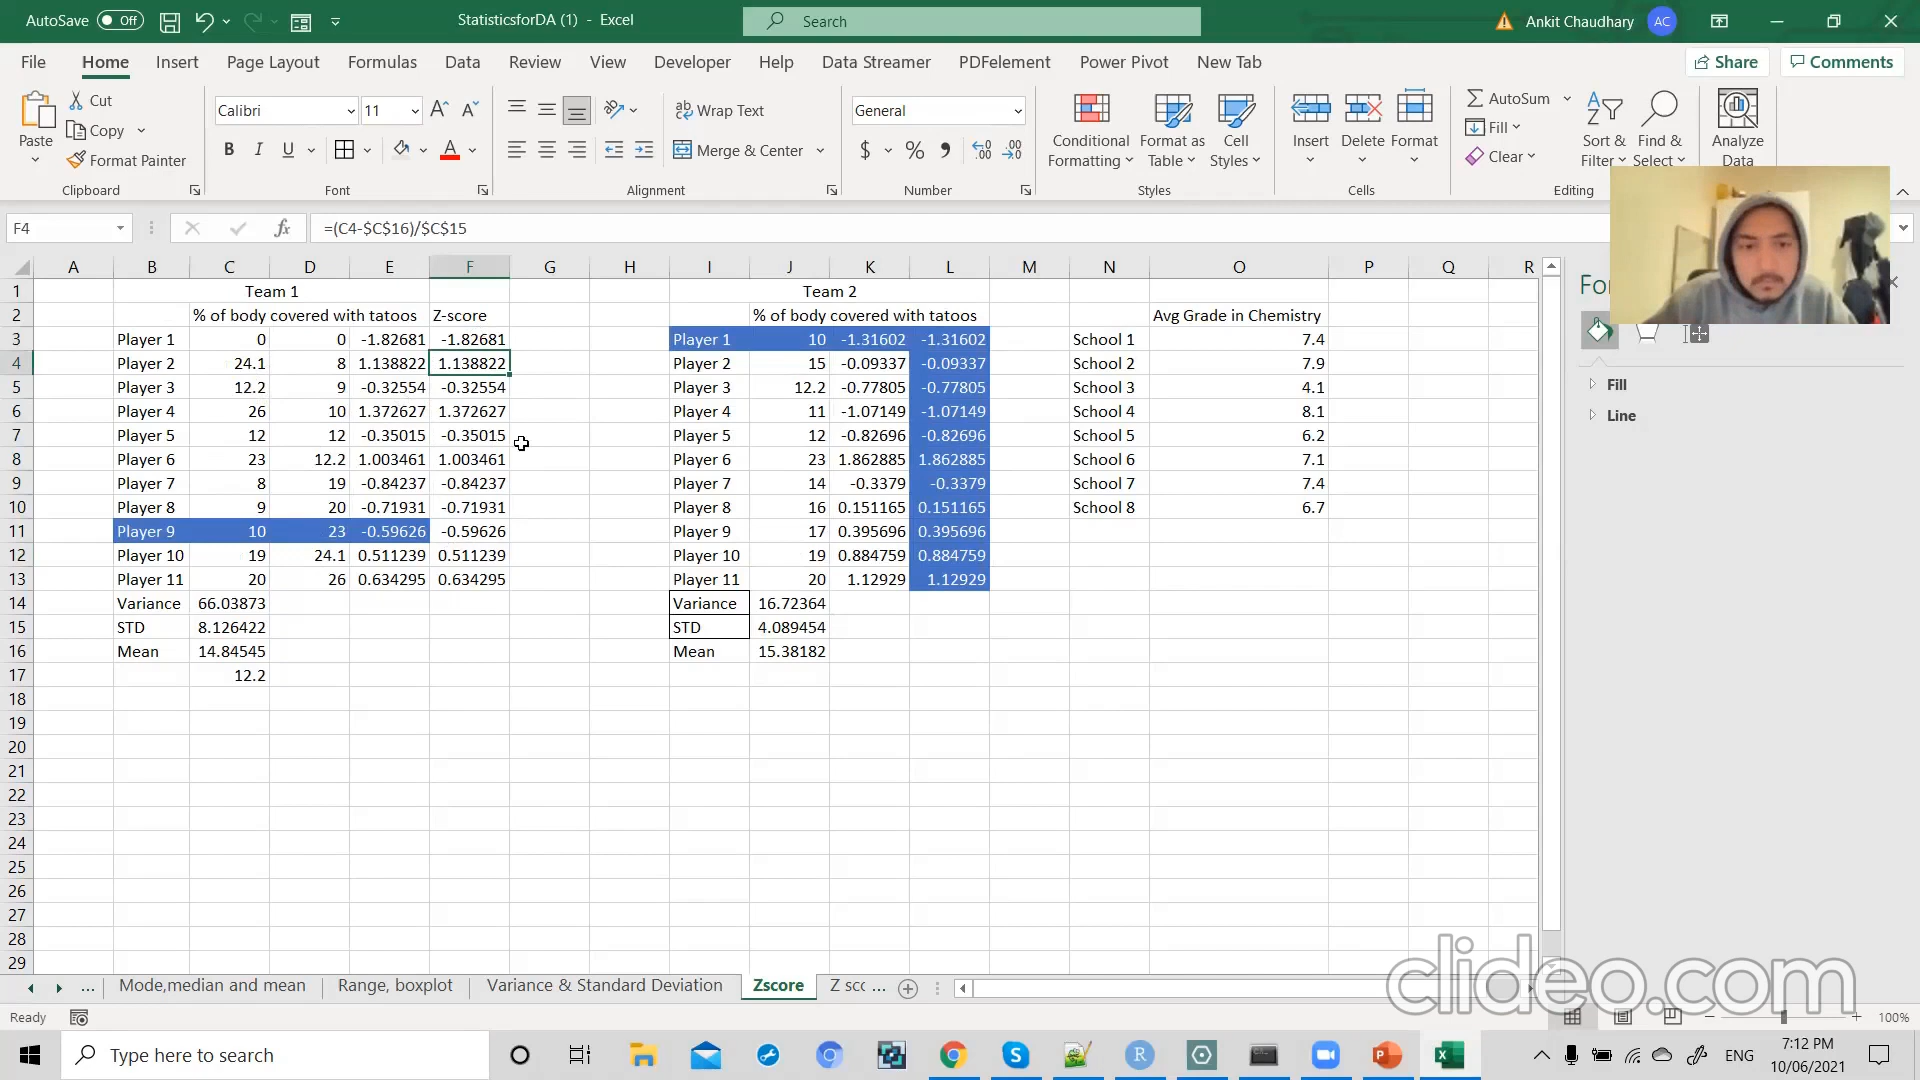 AutoSave Off StatisticsforDA (1) - Excel Search Ankit Chaudhary AC
File Home Insert Page Layout Formulas Data Review View Developer Help Data Streamer PDFelement Power Pivot New Tab Share Comments
Paste Cut Copy Format Painter Clipboard
Calibri 11 B I U A Font
ab Wrap Text Merge & Center Alignment
General $ % Number
Conditional Formatting Format as Table Cell Styles Styles
Insert Delete Format Cells
AutoSum Fill Clear Sort & Filter Find & Select Editing
Analyze Data
F4 fx =(C4-$C$16)/$C$15
A B C D E F G H I J K L M N O P Q R
1 Team 1 Team 2
2 % of body covered with tatoos Z-score % of body covered with tatoos Avg Grade in Chemistry
3 Player 1 0 0 -1.82681 -1.82681 Player 1 10 -1.31602 -1.31602 School 1 7.4
4 Player 2 24.1 8 1.138822 1.138822 Player 2 15 -0.09337 -0.09337 School 2 7.9
5 Player 3 12.2 9 -0.32554 -0.32554 Player 3 12.2 -0.77805 -0.77805 School 3 4.1
6 Player 4 26 10 1.372627 1.372627 Player 4 11 -1.07149 -1.07149 School 4 8.1
7 Player 5 12 12 -0.35015 -0.35015 Player 5 12 -0.82696 -0.82696 School 5 6.2
8 Player 6 23 12.2 1.003461 1.003461 Player 6 23 1.862885 1.862885 School 6 7.1
9 Player 7 8 19 -0.84237 -0.84237 Player 7 14 -0.3379 -0.3379 School 7 7.4
10 Player 8 9 20 -0.71931 -0.71931 Player 8 16 0.151165 0.151165 School 8 6.7
11 Player 9 10 23 -0.59626 -0.59626 Player 9 17 0.395696 0.395696
12 Player 10 19 24.1 0.511239 0.511239 Player 10 19 0.884759 0.884759
13 Player 11 20 26 0.634295 0.634295 Player 11 20 1.12929 1.12929
14 Variance 66.03873 Variance 16.72364
15 STD 8.126422 STD 4.089454
16 Mean 14.84545 Mean 15.38182
17 12.2
18
19
20
21
22
23
24
25
26
27
28
29
Fill
Line
... Mode,median and mean Range, boxplot Variance & Standard Deviation Zscore Z sc ...
clideo.com
Ready 100%
Type here to search ENG 7:12 PM
10/06/2021